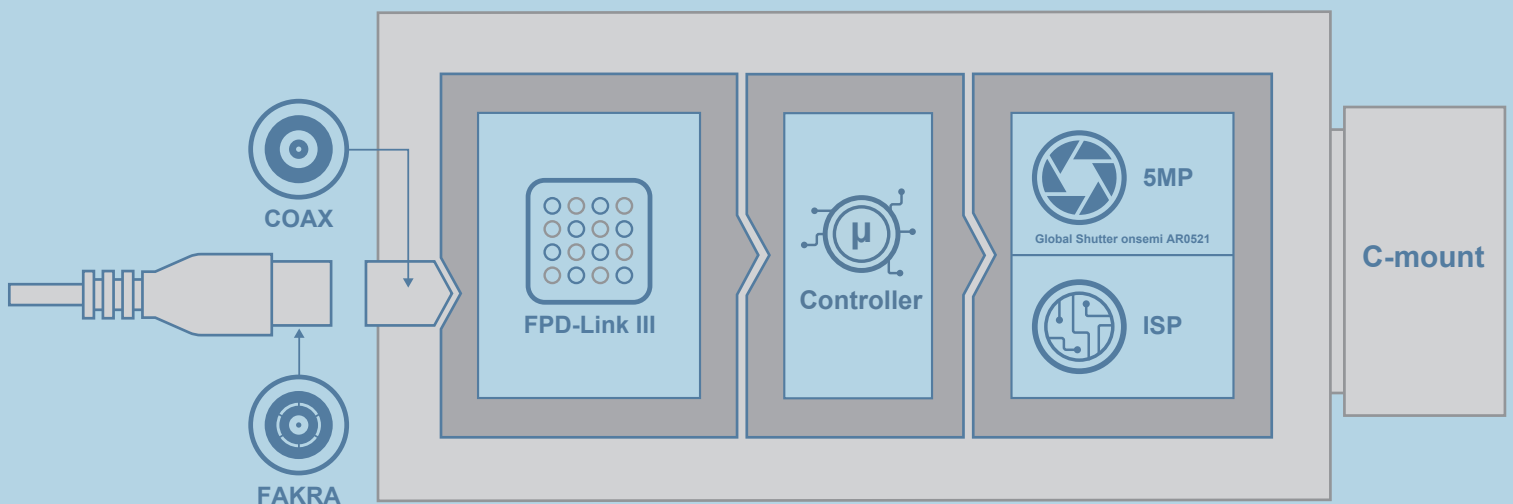 COAX
FAKRA
FPD-Link III
µ
Controller
5MP
Global Shutter onsemi AR0521
ISP
C-mount